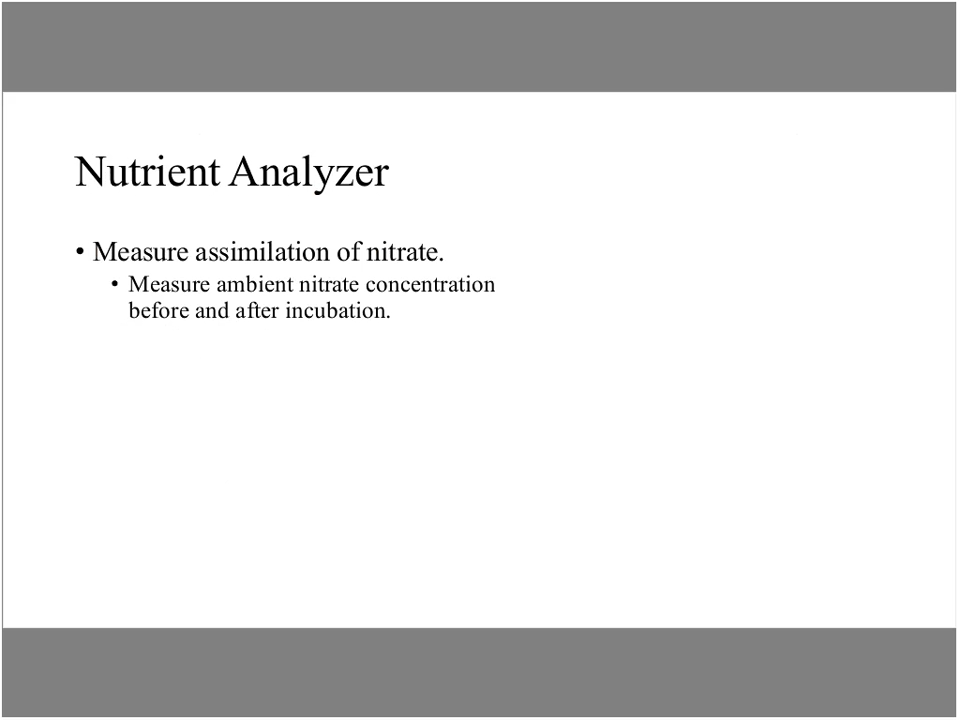 Nutrient Analyzer
• Measure assimilation of nitrate.
• Measure ambient nitrate concentration
before and after incubation.